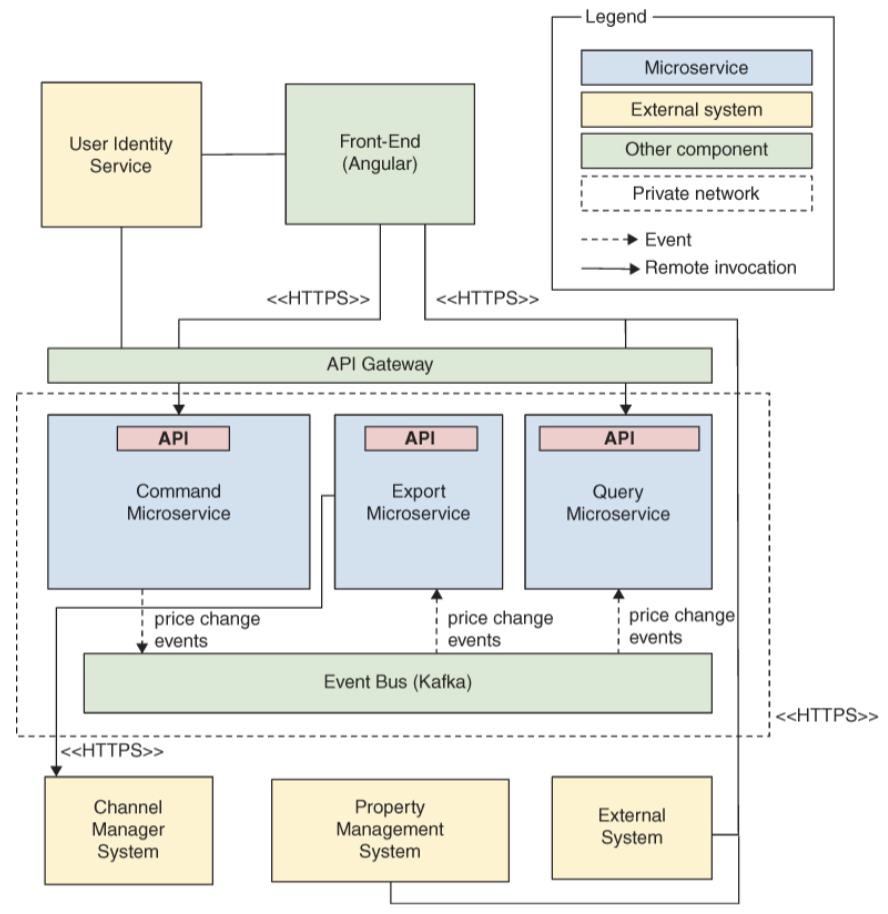 Legend
Microservice
External system
Other component
Private network
Event
Remote invocation
User Identity
Service
Front-End
(Angular)
<<HTTPS>>
<<HTTPS>>
API Gateway
API
Command
Microservice
API
Export
Microservice
API
Query
Microservice
price change
events
price change
events
price change
events
Event Bus (Kafka)
<<HTTPS>>
<<HTTPS>>
Channel
Manager
System
Property
Management
System
External
System